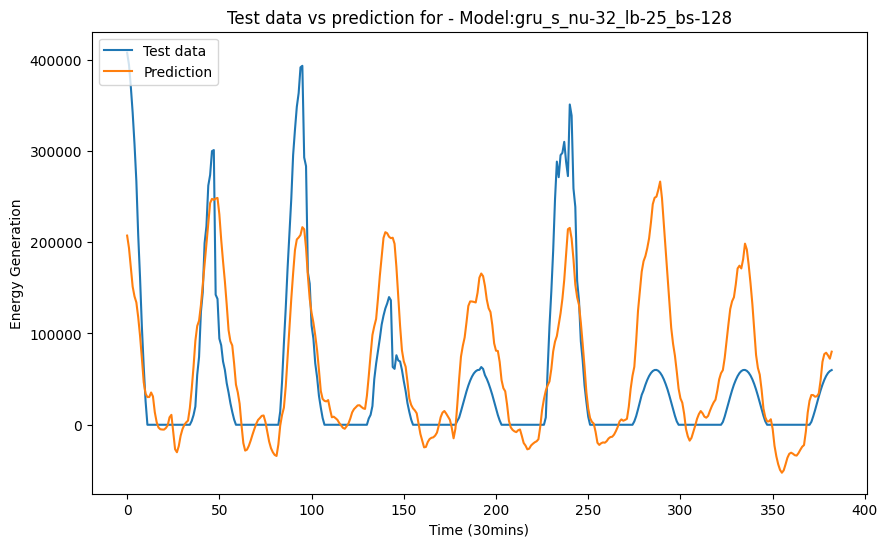 Test data vs prediction for - Model:gru_s_nu-32_lb-25_bs-128
Test data
Prediction
Energy Generation
400000
300000
200000
100000
0
0
50
100
150
200
250
300
350
400
Time (30mins)